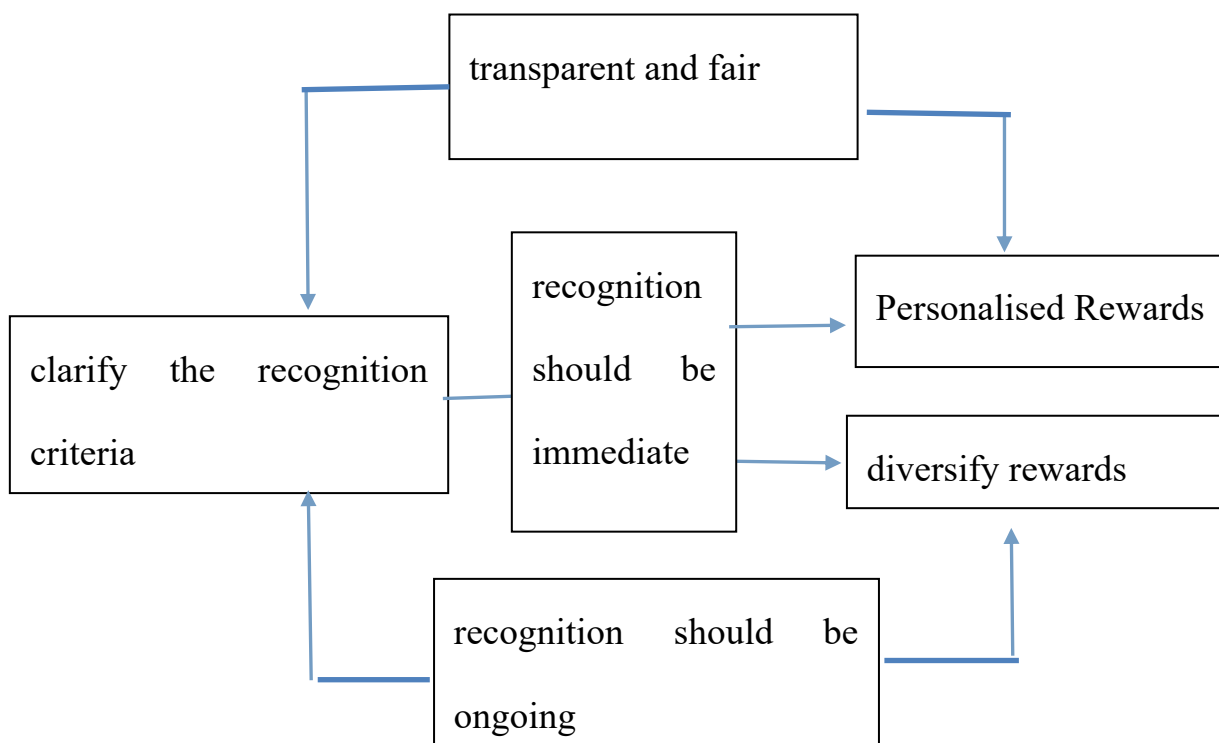 transparent and fair
recognition
should be
immediate
Personalised Rewards
clarify the recognition
criteria
diversify rewards
recognition should be
ongoing